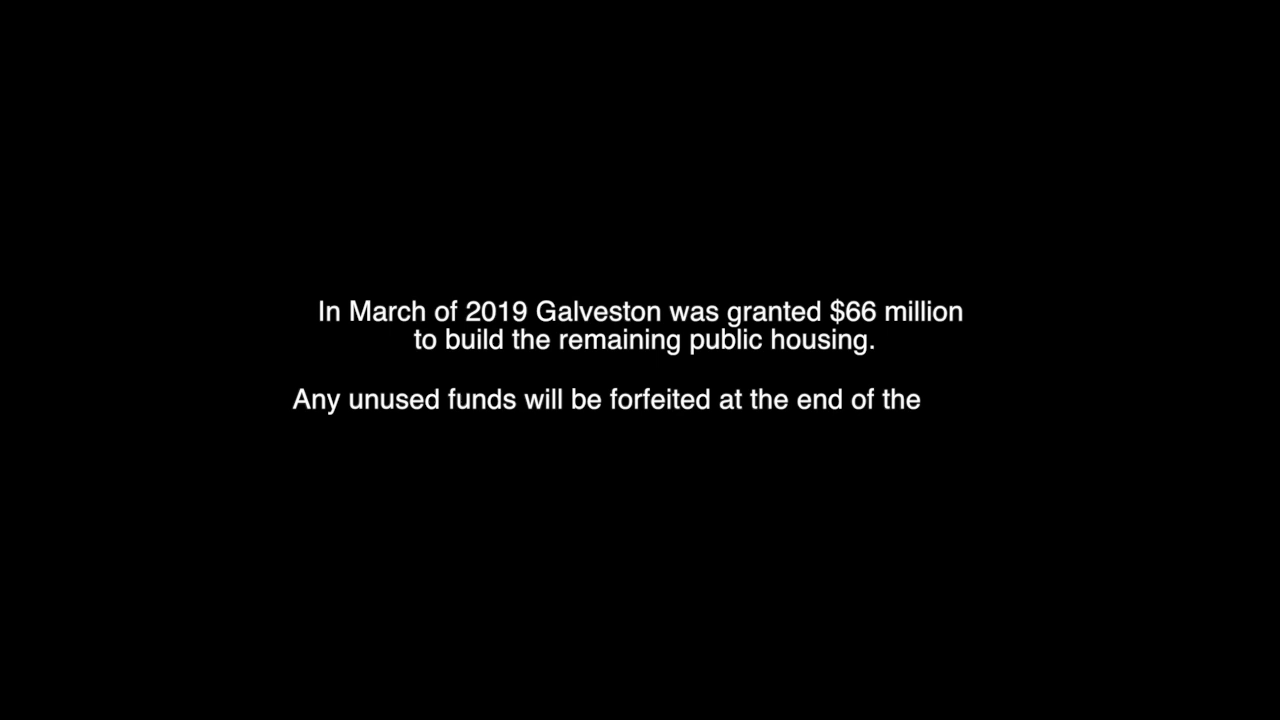 In March of 2019 Galveston was granted $66 million
to build the remaining public housing.
Any unused funds will be forfeited at the end of the